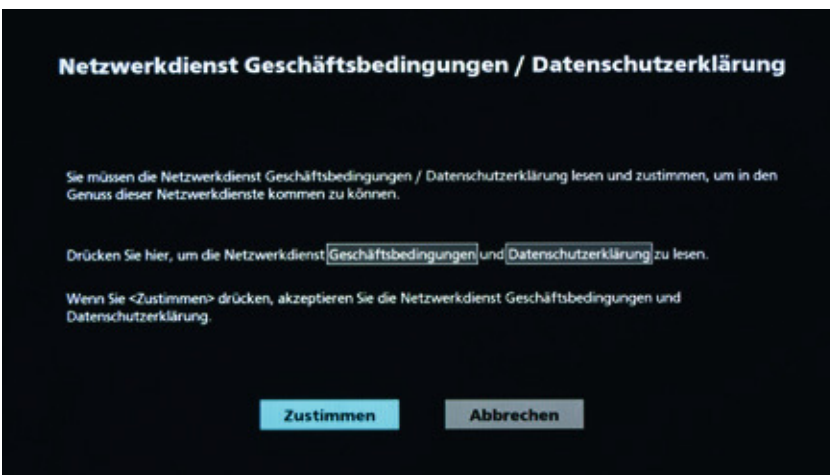 Netzwerkdienst Geschäftsbedingungen / Datenschutzerklärung
Sie müssen die Netzwerkdienst Geschäftsbedingungen / Datenschutzerklärung lesen und zustimmen, um in den
Genuss dieser Netzwerkdienste kommen zu können.
Drücken Sie hier, um die Netzwerkdienst Geschäftsbedingungen und Datenschutzerklärung zu lesen.
Wenn Sie <Zustimmen> drücken, akzeptieren Sie die Netzwerkdienst Geschäftsbedingungen und
Datenschutzerklärung.
Zustimmen Abbrechen